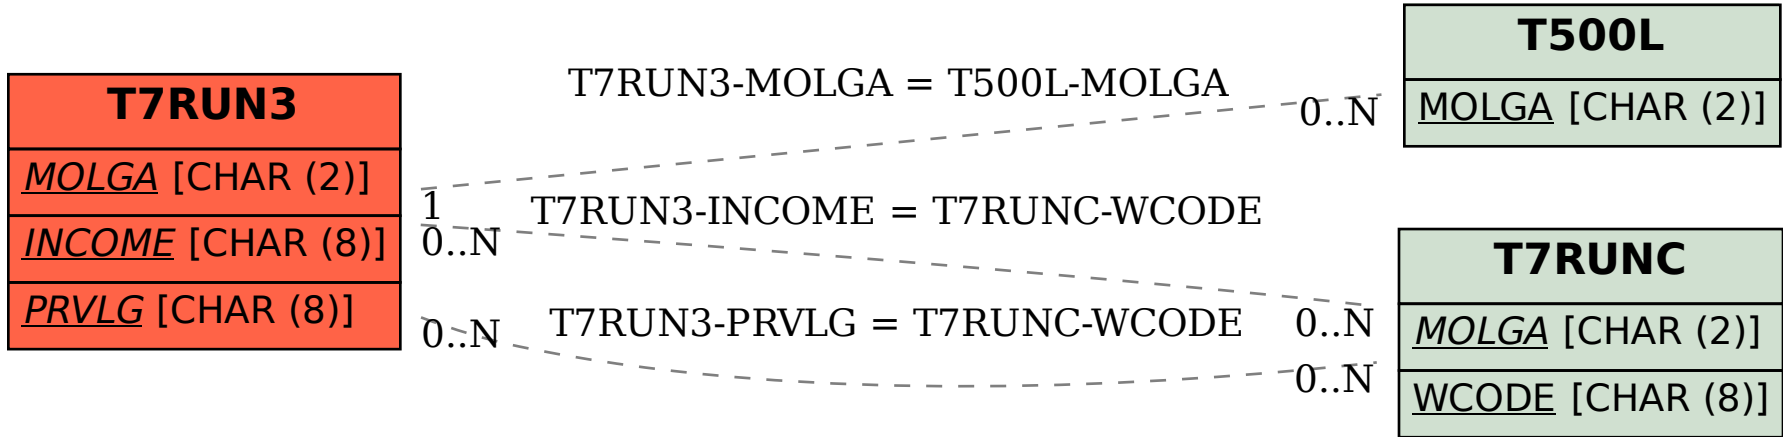 T7RUN3
MOLGA [CHAR (2)]
INCOME [CHAR (8)]
PRVLG [CHAR (8)]
T7RUN3-MOLGA = T500L-MOLGA
1
0..N
T7RUN3-INCOME = T7RUNC-WCODE
0..N
0..N
T7RUN3-PRVLG = T7RUNC-WCODE
0..N
0..N
T500L
MOLGA [CHAR (2)]
T7RUNC
MOLGA [CHAR (2)]
WCODE [CHAR (8)]